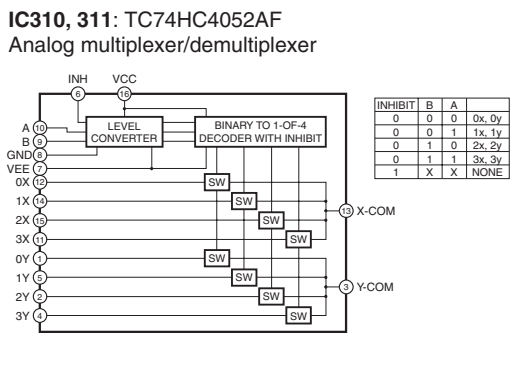 IC310, 311: TC74HC4052AF
Analog multiplexer/demultiplexer
INH VCC
6 16
A 10 LEVEL CONVERTER BINARY TO 1-OF-4 DECODER WITH INHIBIT
B 9
GND 8
VEE 7
0X 12 SW
1X 14 SW
13 X-COM
2X 15 SW
3X 11 SW
0Y 1 SW
1Y 5 SW
3 Y-COM
2Y 2 SW
3Y 4 SW
INHIBIT B A
0 0 0 0x, 0y
0 0 1 1x, 1y
0 1 0 2x, 2y
0 1 1 3x, 3y
1 X X NONE